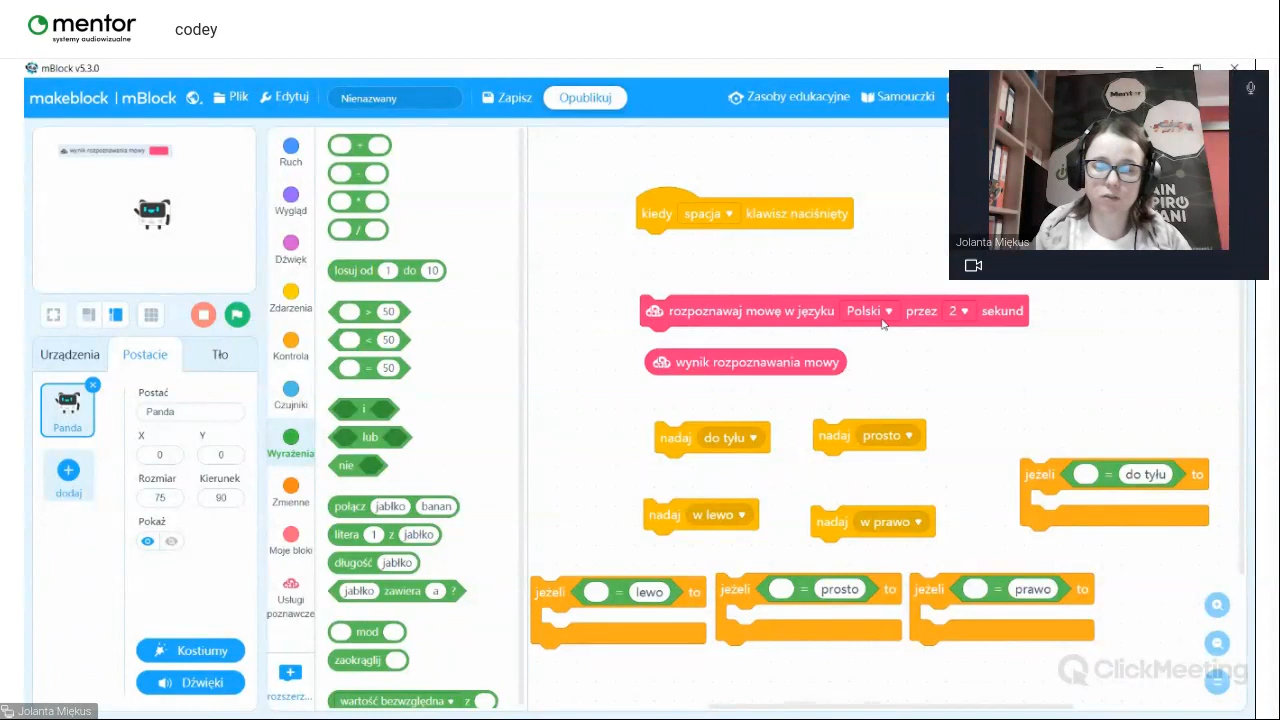 mentor
systemy audiowizualne
codey
mBlock v5.3.0
makeblock | mBlock
Plik
Edytuj
Nienazwany
Zapisz
Opublikuj
Zasoby edukacyjne
Samouczki
wynik rozpoznawania mowy
Urządzenia
Postacie
Tło
Panda
dodaj
Postać
Panda
X
Y
0
0
Rozmiar
Kierunek
75
90
Pokaż
Kostiumy
Dźwięki
Ruch
Wygląd
Dźwięk
Zdarzenia
Kontrola
Czujniki
Wyrażenia
Zmienne
Moje bloki
Usługi
poznawcze
rozszerz...
+
-
*
/
losuj od 1 do 10
> 50
< 50
= 50
i
lub
nie
połącz jabłko banan
litera 1 z jabłko
długość jabłko
jabłko zawiera a ?
mod
zaokrąglij
wartość bezwzględna z
kiedy spacja klawisz naciśnięty
rozpoznawaj mowę w języku Polski przez 2 sekund
wynik rozpoznawania mowy
nadaj do tyłu
nadaj prosto
nadaj w lewo
nadaj w prawo
jeżeli = do tyłu to
jeżeli = lewo to
jeżeli = prosto to
jeżeli = prawo to
Mentor
Jolanta Miękus
ClickMeeting
Jolanta Miękus